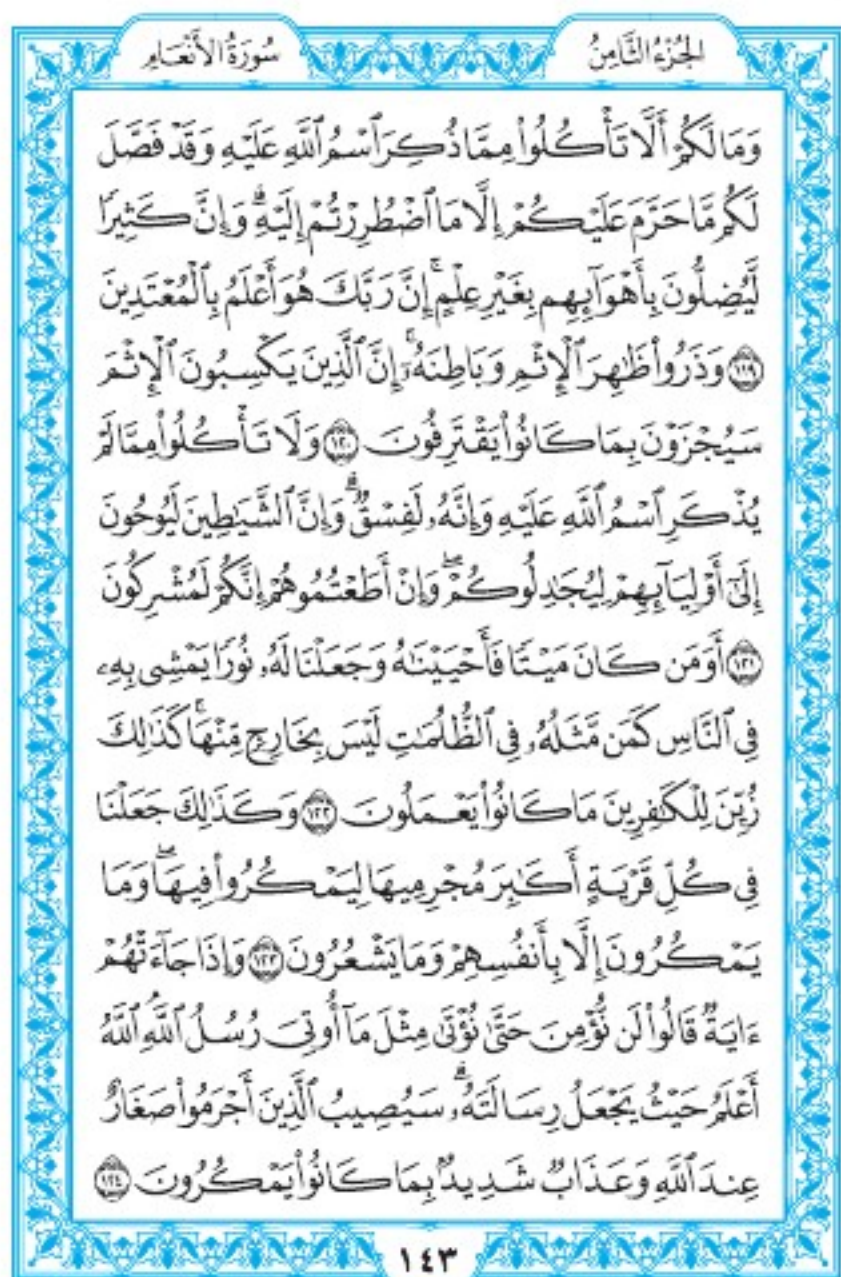 الجُزْءُ الثَّامِنُ
سُورَةُ الأَنْعَامِ
وَمَا لَكُمْ أَلَّا تَأْكُلُوا۟ مِمَّا ذُكِرَ ٱسْمُ ٱللَّهِ عَلَيْهِ وَقَدْ فَصَّلَ
لَكُم مَّا حَرَّمَ عَلَيْكُمْ إِلَّا مَا ٱضْطُرِرْتُمْ إِلَيْهِ ۗ وَإِنَّ كَثِيرًا
لَّيُضِلُّونَ بِأَهْوَآئِهِم بِغَيْرِ عِلْمٍ ۚ إِنَّ رَبَّكَ هُوَ أَعْلَمُ بِٱلْمُعْتَدِينَ
﴿١١٩﴾ وَذَرُوا۟ ظَٰهِرَ ٱلْإِثْمِ وَبَاطِنَهُۥٓ ۚ إِنَّ ٱلَّذِينَ يَكْسِبُونَ ٱلْإِثْمَ
سَيُجْزَوْنَ بِمَا كَانُوا۟ يَقْتَرِفُونَ ﴿١٢٠﴾ وَلَا تَأْكُلُوا۟ مِمَّا لَمْ
يُذْكَرِ ٱسْمُ ٱللَّهِ عَلَيْهِ وَإِنَّهُۥ لَفِسْقٌ ۗ وَإِنَّ ٱلشَّيَٰطِينَ لَيُوحُونَ
إِلَىٰٓ أَوْلِيَآئِهِمْ لِيُجَٰدِلُوكُمْ ۖ وَإِنْ أَطَعْتُمُوهُمْ إِنَّكُمْ لَمُشْرِكُونَ
﴿١٢١﴾ أَوَمَن كَانَ مَيْتًا فَأَحْيَيْنَٰهُ وَجَعَلْنَا لَهُۥ نُورًا يَمْشِى بِهِۦ
فِى ٱلنَّاسِ كَمَن مَّثَلُهُۥ فِى ٱلظُّلُمَٰتِ لَيْسَ بِخَارِجٍ مِّنْهَا ۚ كَذَٰلِكَ
زُيِّنَ لِلْكَٰفِرِينَ مَا كَانُوا۟ يَعْمَلُونَ ﴿١٢٢﴾ وَكَذَٰلِكَ جَعَلْنَا
فِى كُلِّ قَرْيَةٍ أَكَٰبِرَ مُجْرِمِيهَا لِيَمْكُرُوا۟ فِيهَا ۖ وَمَا
يَمْكُرُونَ إِلَّا بِأَنفُسِهِمْ وَمَا يَشْعُرُونَ ﴿١٢٣﴾ وَإِذَا جَآءَتْهُمْ
ءَايَةٌ قَالُوا۟ لَن نُّؤْمِنَ حَتَّىٰ نُؤْتَىٰ مِثْلَ مَآ أُوتِىَ رُسُلُ ٱللَّهِ ۘ ٱللَّهُ
أَعْلَمُ حَيْثُ يَجْعَلُ رِسَالَتَهُۥ ۗ سَيُصِيبُ ٱلَّذِينَ أَجْرَمُوا۟ صَغَارٌ
عِندَ ٱللَّهِ وَعَذَابٌ شَدِيدٌۢ بِمَا كَانُوا۟ يَمْكُرُونَ ﴿١٢٤﴾
١٤٣